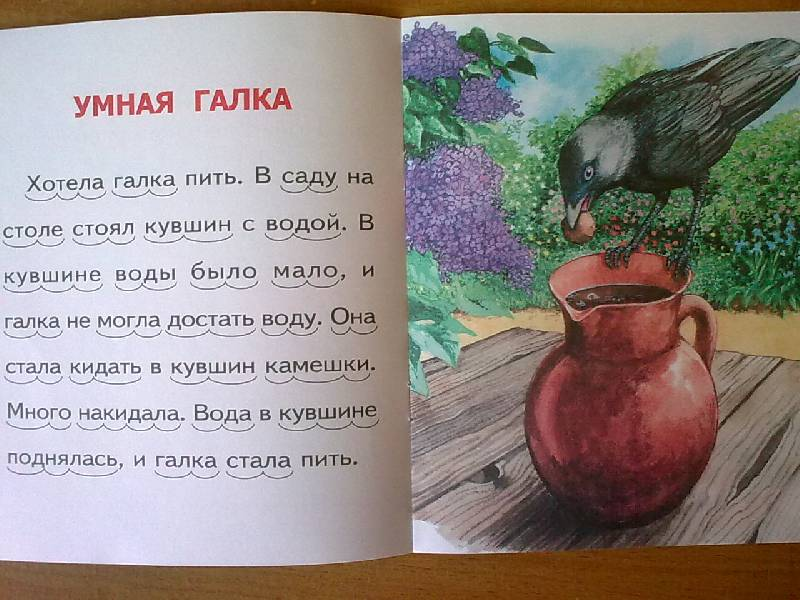 УМНАЯ ГАЛКА
Хотела галка пить. В саду на
столе стоял кувшин с водой. В
кувшине воды было мало, и
галка не могла достать воду. Она
стала кидать в кувшин камешки.
Много накидала. Вода в кувшине
поднялась, и галка стала пить.